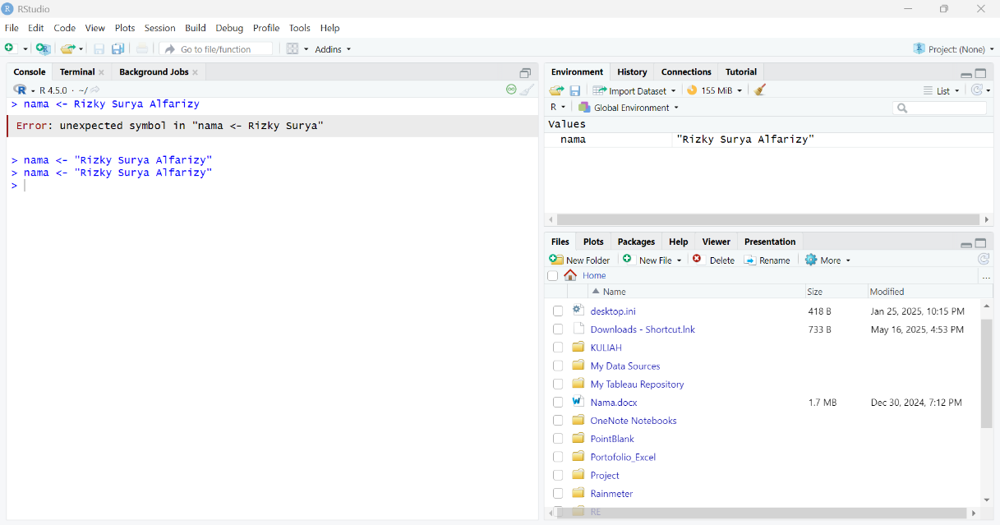 RStudio
File Edit Code View Plots Session Build Debug Profile Tools Help
Go to file/function Addins Project: (None)
Console Terminal Background Jobs
R 4.5.0 · ~/
> nama <- Rizky Surya Alfarizy
Error: unexpected symbol in "nama <- Rizky Surya"
> nama <- "Rizky Surya Alfarizy"
> nama <- "Rizky Surya Alfarizy"
>
Environment History Connections Tutorial
Import Dataset 155 MiB List
R Global Environment
Values
nama "Rizky Surya Alfarizy"
Files Plots Packages Help Viewer Presentation
New Folder New File Delete Rename More
Home ...
Name Size Modified
desktop.ini 418 B Jan 25, 2025, 10:15 PM
Downloads - Shortcut.lnk 733 B May 16, 2025, 4:53 PM
KULIAH
My Data Sources
My Tableau Repository
Nama.docx 1.7 MB Dec 30, 2024, 7:12 PM
OneNote Notebooks
PointBlank
Portofolio_Excel
Project
Rainmeter
RE